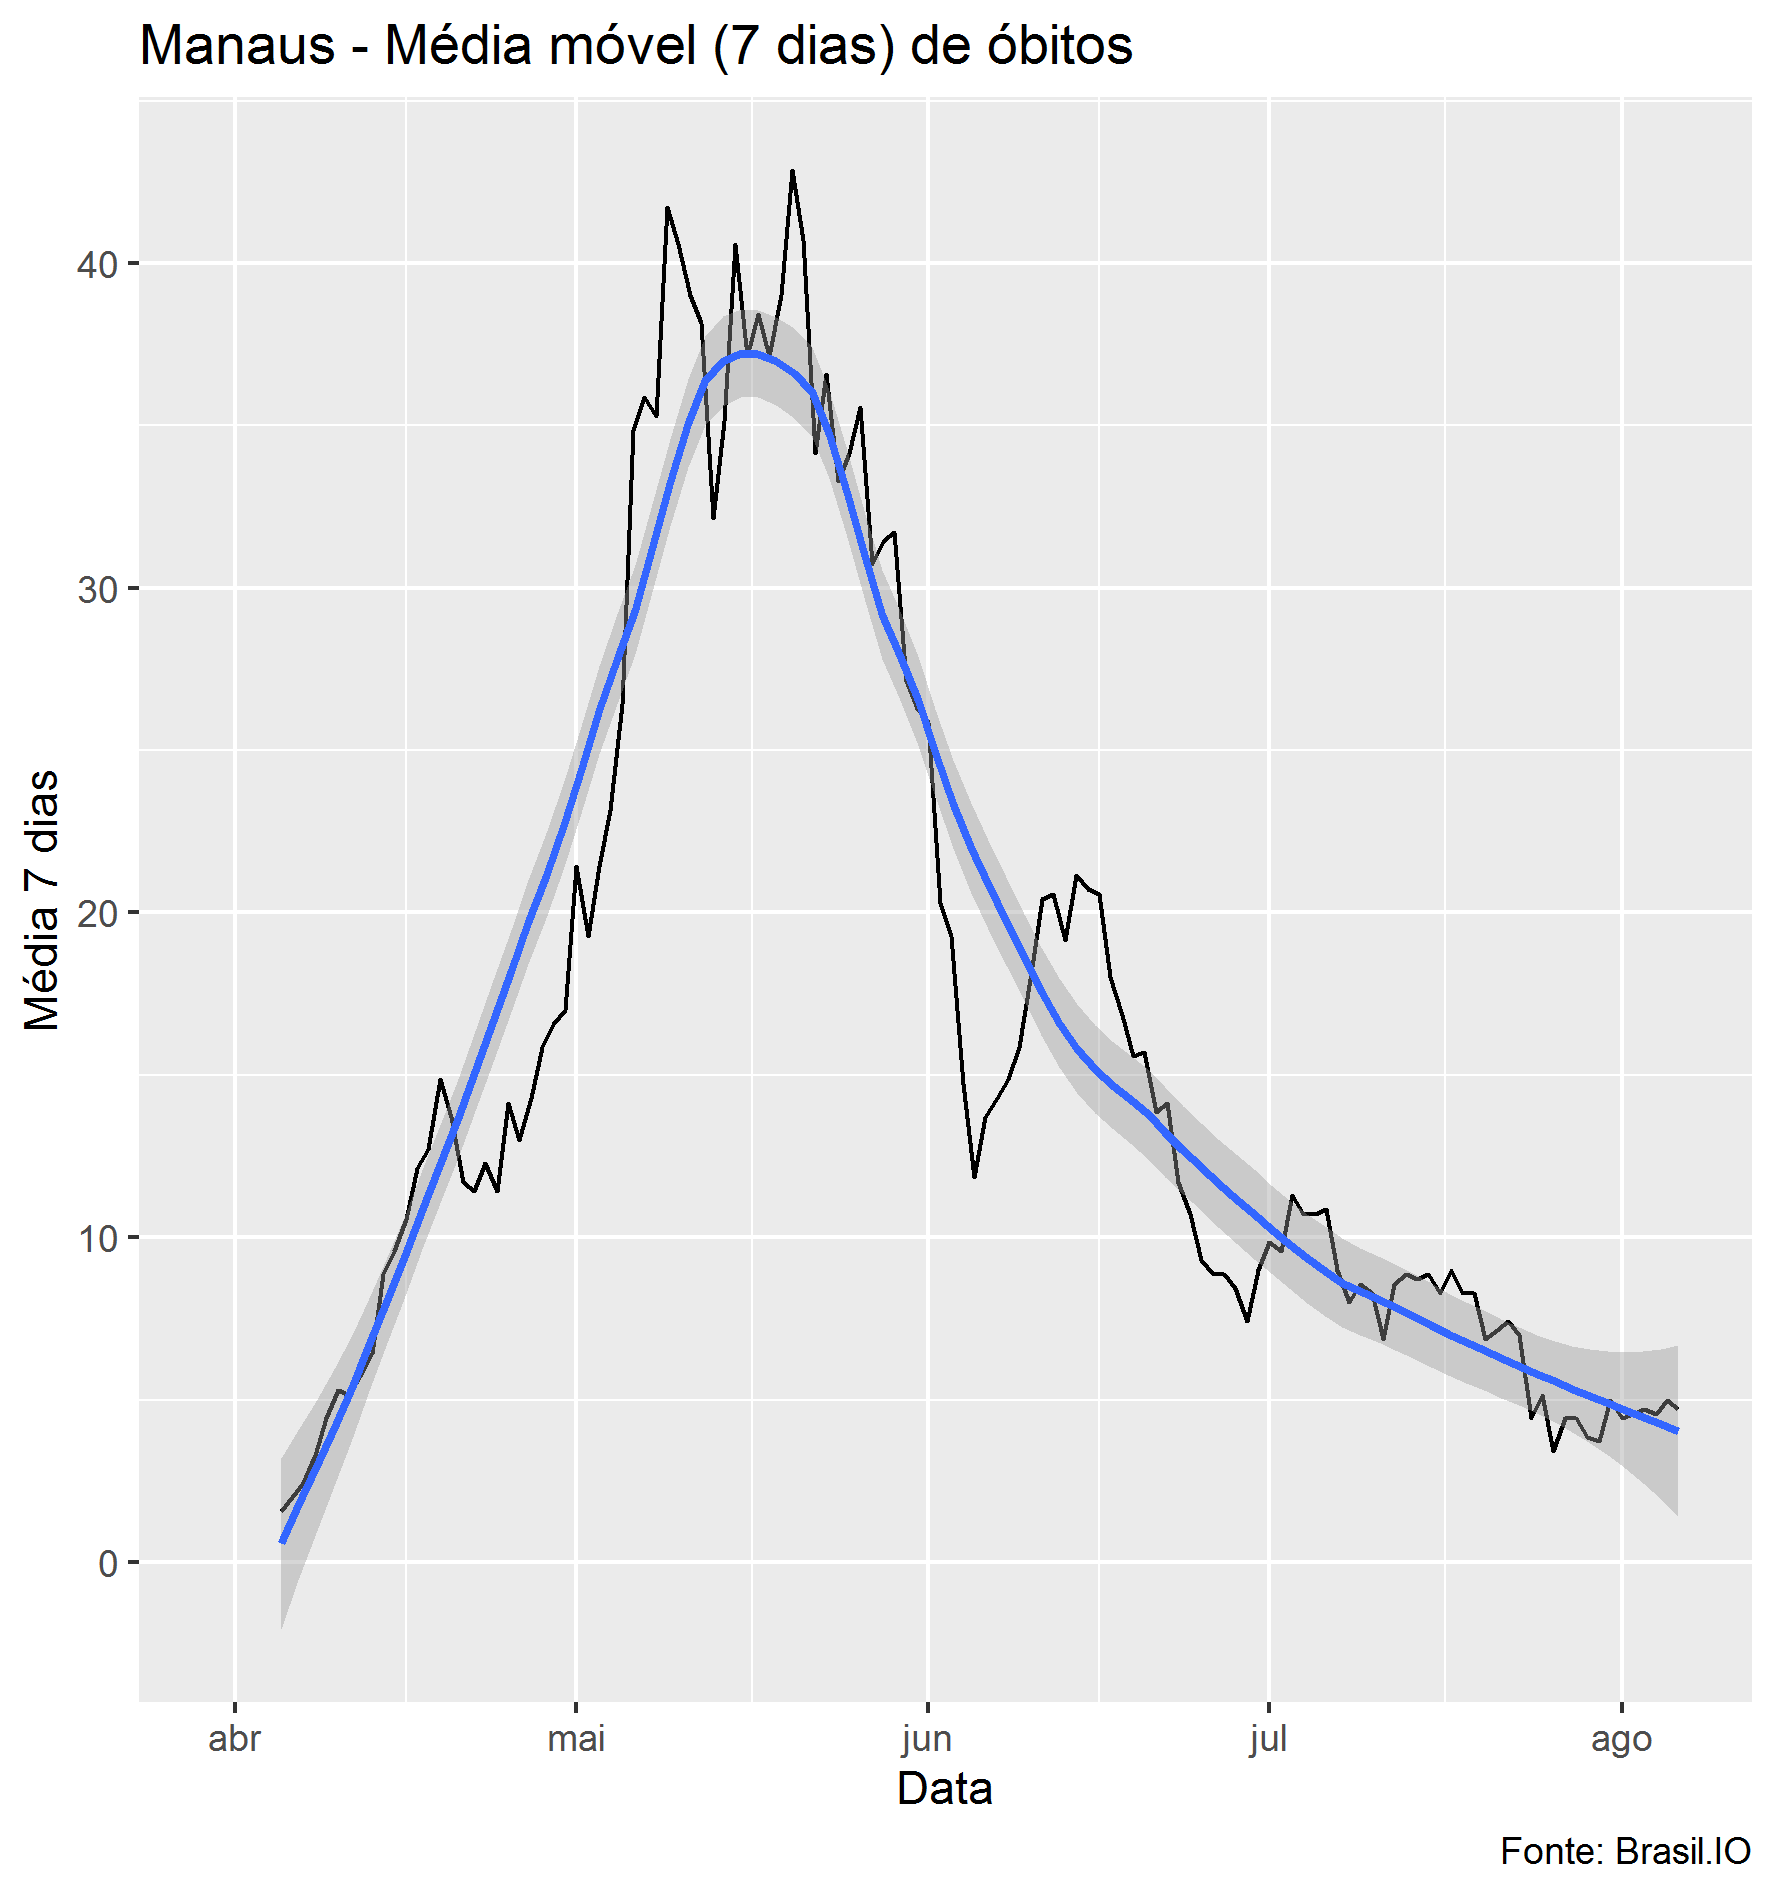 Manaus - Média móvel (7 dias) de óbitos
Média 7 dias
40
30
20
10
0
abr
mai
jun
jul
ago
Data
Fonte: Brasil.IO